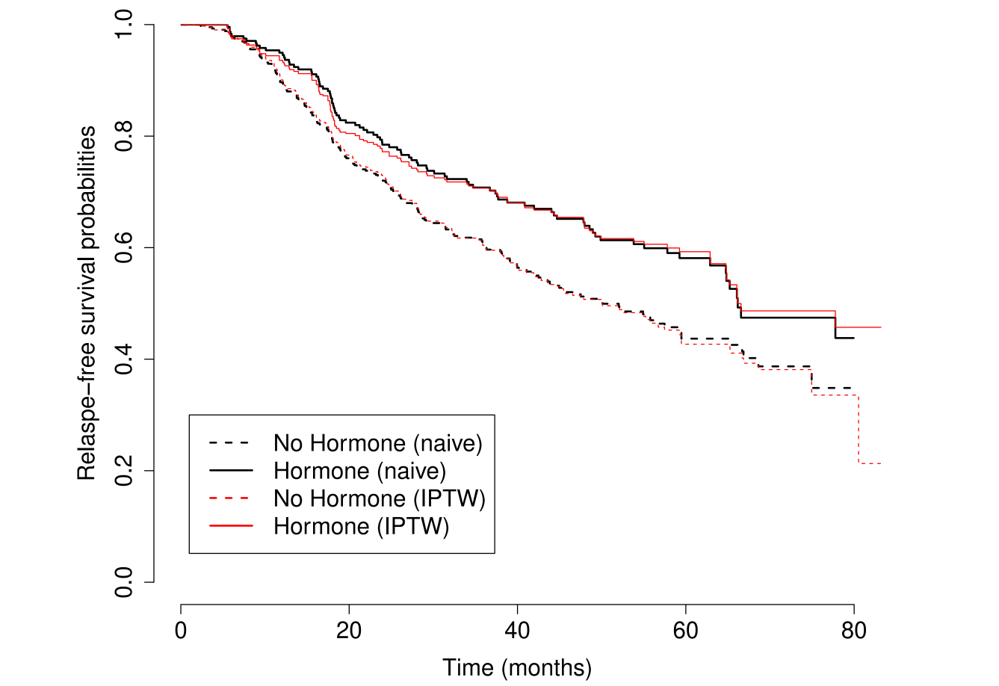 1.0
0.8
0.6
0.4
0.2
0.0
Relaspe−free survival probabilities
No Hormone (naive)
Hormone (naive)
No Hormone (IPTW)
Hormone (IPTW)
0 20 40 60 80
Time (months)